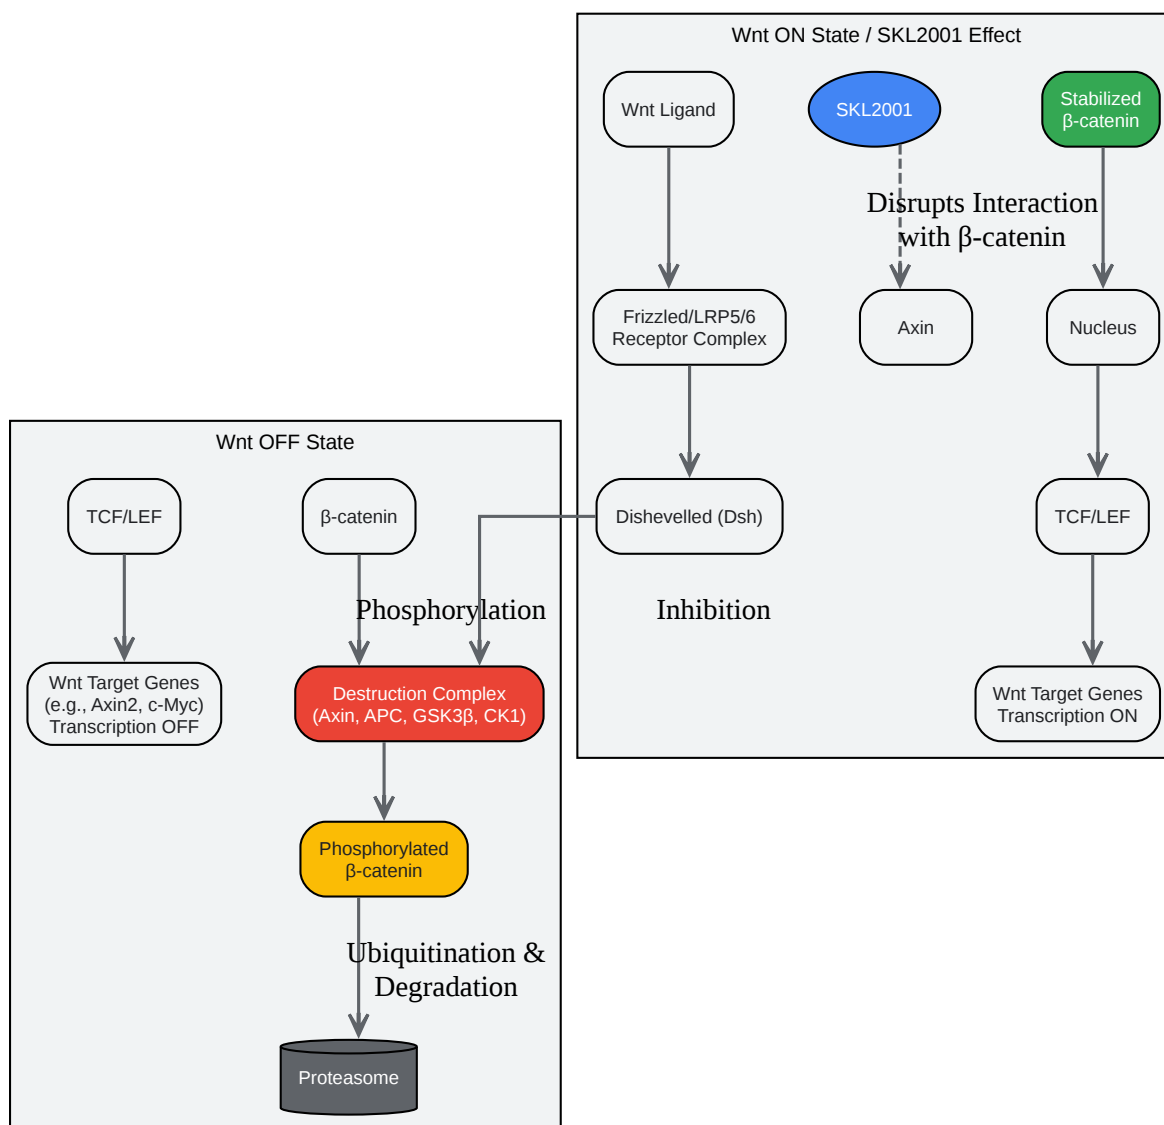 Wnt ON State / SKL2001 Effect
Wnt Ligand
SKL2001
Stabilized
β-catenin
Disrupts Interaction
with β-catenin
Frizzled/LRP5/6
Receptor Complex
Axin
Nucleus
Dishevelled (Dsh)
TCF/LEF
Inhibition
Wnt Target Genes
Transcription ON
Wnt OFF State
TCF/LEF
β-catenin
Phosphorylation
Wnt Target Genes
(e.g., Axin2, c-Myc)
Transcription OFF
Destruction Complex
(Axin, APC, GSK3β, CK1)
Phosphorylated
β-catenin
Ubiquitination &
Degradation
Proteasome